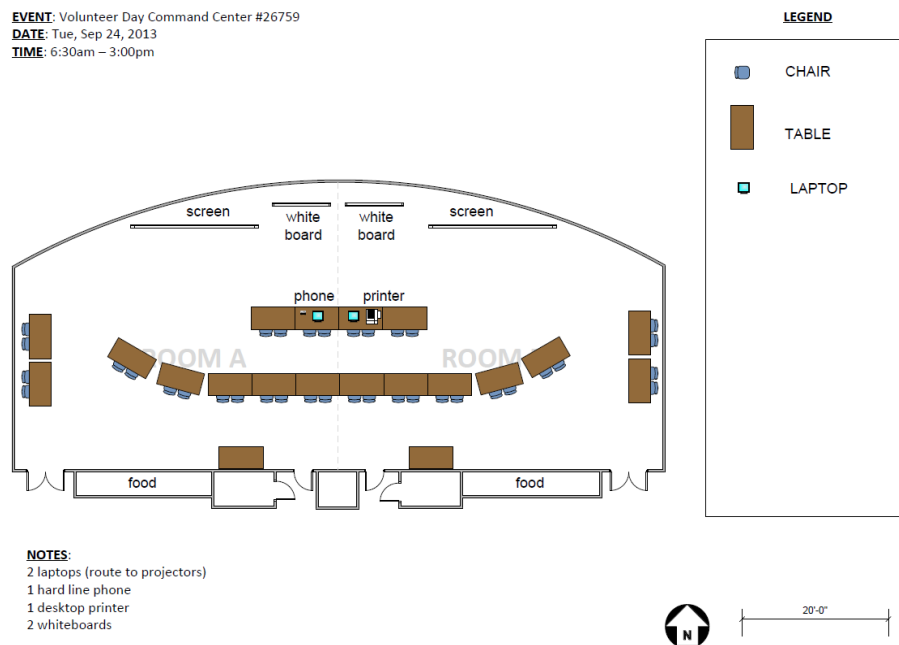 EVENT: Volunteer Day Command Center #26759
DATE: Tue, Sep 24, 2013
TIME: 6:30am – 3:00pm
LEGEND
CHAIR
TABLE
LAPTOP
screen
white
board
white
board
screen
phone
printer
ROOM A
ROOM
food
food
NOTES:
2 laptops (route to projectors)
1 hard line phone
1 desktop printer
2 whiteboards
N
20'-0"